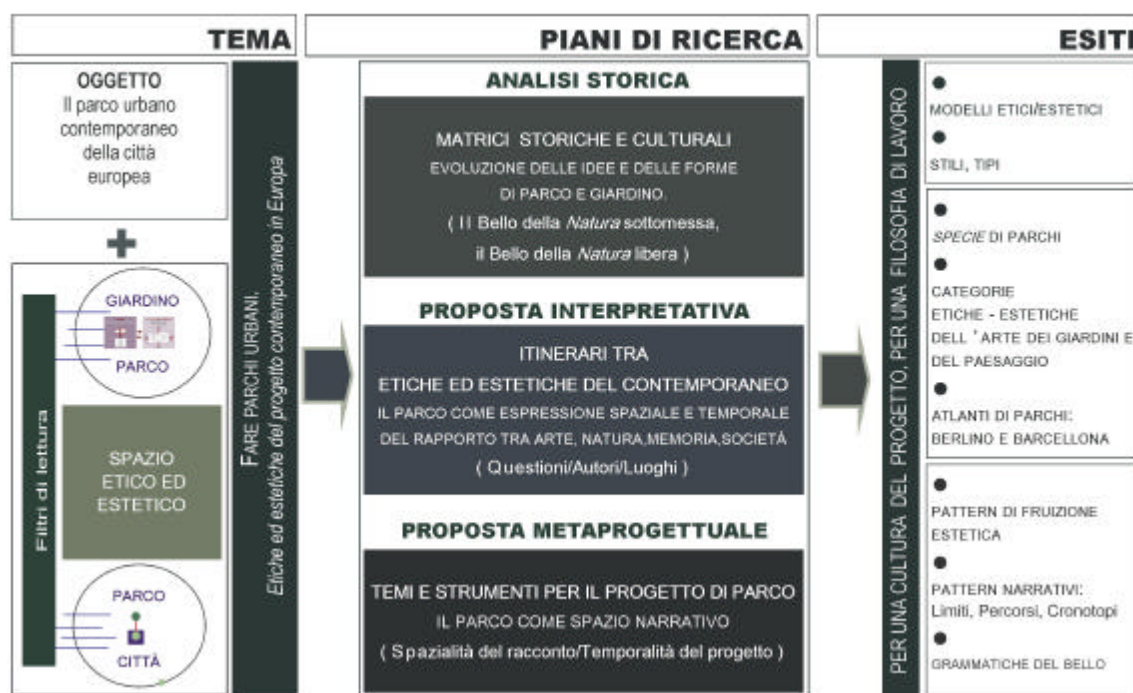 TEMA
OGGETTO
Il parco urbano
contemporaneo
della città
europea
Filtri di lettura
GIARDINO
PARCO
SPAZIO
ETICO ED
ESTETICO
PARCO
CITTÀ
FARE PARCHI URBANI.
Etiche ed estetiche del progetto contemporaneo in Europa
PIANI DI RICERCA
ANALISI STORICA
MATRICI STORICHE E CULTURALI
EVOLUZIONE DELLE IDEE E DELLE FORME
DI PARCO E GIARDINO.
( Il Bello della Natura sottomessa,
il Bello della Natura libera )
PROPOSTA INTERPRETATIVA
ITINERARI TRA
ETICHE ED ESTETICHE DEL CONTEMPORANEO
IL PARCO COME ESPRESSIONE SPAZIALE E TEMPORALE
DEL RAPPORTO TRA ARTE, NATURA,MEMORIA,SOCIETÁ
( Questioni/Autori/Luoghi )
PROPOSTA METAPROGETTUALE
TEMI E STRUMENTI PER IL PROGETTO DI PARCO
IL PARCO COME SPAZIO NARRATIVO
( Spazialità del racconto/Temporalità del progetto )
ESITI
PER UNA CULTURA DEL PROGETTO, PER UNA FILOSOFIA DI LAVORO
MODELLI ETICI/ESTETICI
STILI, TIPI
SPECIE DI PARCHI
CATEGORIE
ETICHE - ESTETICHE
DELL'ARTE DEI GIARDINI E
DEL PAESAGGIO
ATLANTI DI PARCHI:
BERLINO E BARCELLONA
PATTERN DI FRUIZIONE
ESTETICA
PATTERN NARRATIVI:
Limiti, Percorsi, Cronotopi
GRAMMATICHE DEL BELLO